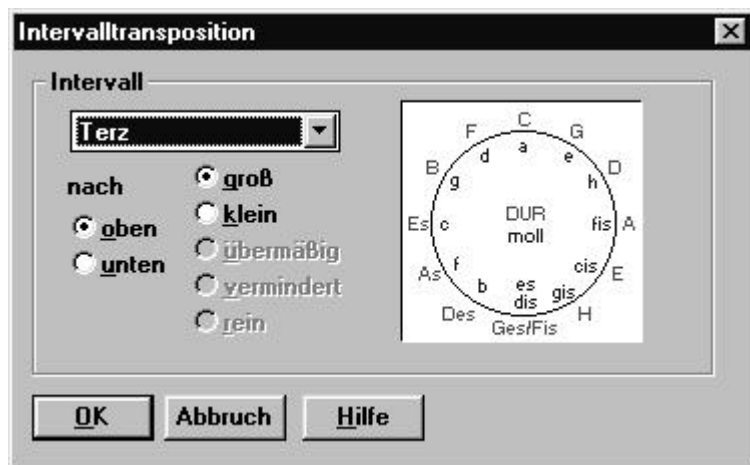 Intervalltransposition
Intervall
Terz
nach
oben
unten
groß
klein
übermäßig
vermindert
rein
C
F
G
a
d
e
B
D
g
h
DUR
moll
Es
c
fis
A
As
f
cis
E
b
es
dis
gis
Des
Ges/Fis
H
OK
Abbruch
Hilfe